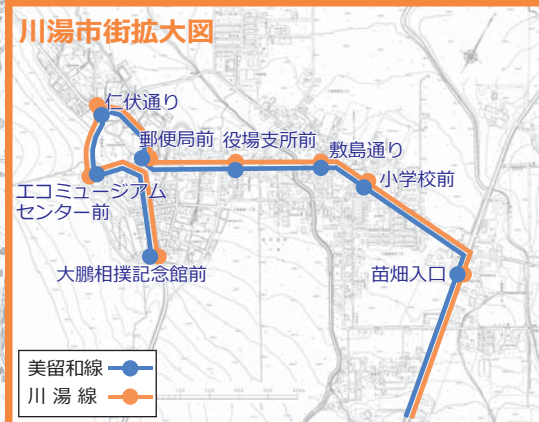 川湯市街拡大図
仁伏通り
郵便局前
役場支所前
敷島通り
小学校前
エコミュージアム
センター前
大鵬相撲記念館前
苗畑入口
美留和線
川湯線